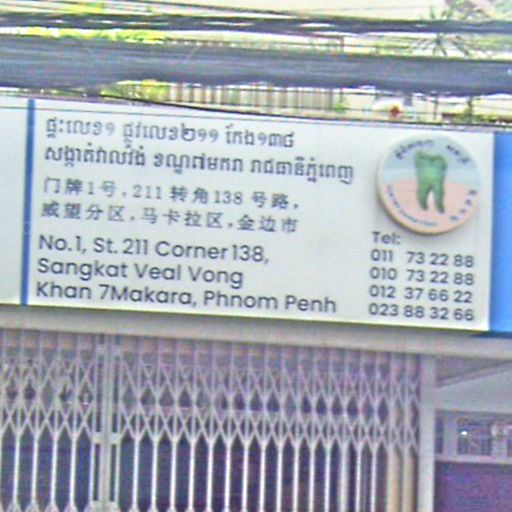 ផ្ទះលេខ១ ផ្លូវលេខ២១១ កែង១៣៨
សង្កាត់វាលវង់ ខណ្ឌ៧មករា រាជធានីភ្នំពេញ
门牌1号, 211 转角138 号路,
威望分区, 马卡拉区, 金边市
No.1, St. 211 Corner 138,
Sangkat Veal Vong
Khan 7Makara, Phnom Penh
Tel:
011 73 22 88
010 73 22 88
012 37 66 22
023 88 32 66